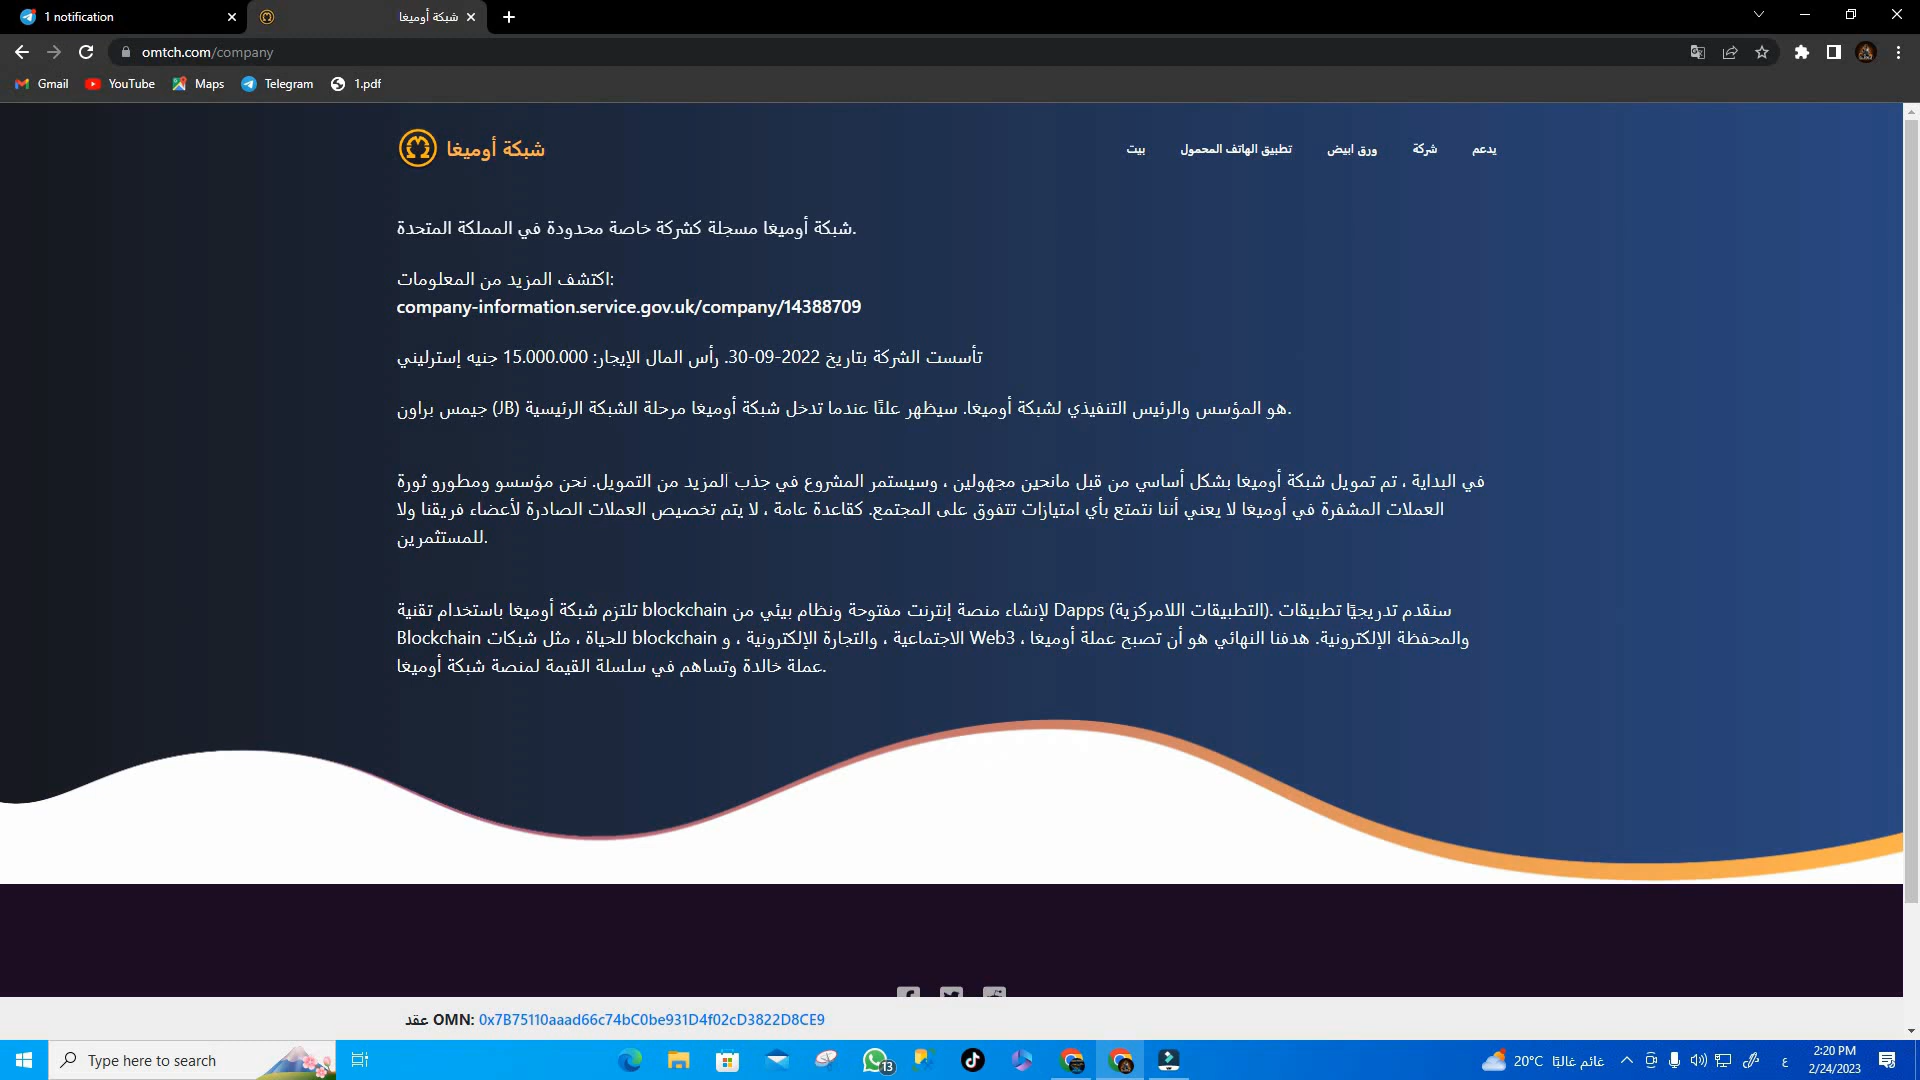 1 notification
شبكة أوميغا
omtch.com/company
Gmail
YouTube
Maps
Telegram
1.pdf
شبكة أوميغا
بيت
تطبيق الهاتف المحمول
ورق ابيض
شركة
يدعم
شبكة أوميغا مسجلة كشركة خاصة محدودة في المملكة المتحدة.
اكتشف المزيد من المعلومات:
company-information.service.gov.uk/company/14388709
تأسست الشركة بتاريخ 2022-09-30. رأس المال الإيجار: 15.000.000 جنيه إسترليني
جيمس براون (JB) هو المؤسس والرئيس التنفيذي لشبكة أوميغا. سيظهر علنًا عندما تدخل شبكة أوميغا مرحلة الشبكة الرئيسية.
في البداية ، تم تمويل شبكة أوميغا بشكل أساسي من قبل مانحين مجهولين ، وسيستمر المشروع في جذب المزيد من التمويل. نحن مؤسسو ومطورو ثورة
العملات المشفرة في أوميغا لا يعني أننا نتمتع بأي امتيازات تتفوق على المجتمع. كقاعدة عامة ، لا يتم تخصيص العملات الصادرة لأعضاء فريقنا ولا
للمستثمرين.
تلتزم شبكة أوميغا باستخدام تقنية blockchain لإنشاء منصة إنترنت مفتوحة ونظام بيئي من Dapps (التطبيقات اللامركزية). سنقدم تدريجيًا تطبيقات
Blockchain للحياة ، مثل شبكات blockchain الاجتماعية ، والتجارة الإلكترونية ، و Web3 ، والمحفظة الإلكترونية. هدفنا النهائي هو أن تصبح عملة أوميغا
عملة خالدة وتساهم في سلسلة القيمة لمنصة شبكة أوميغا.
عقد OMN: 0x7B75110aaad66c74bC0be931D4f02cD3822D8CE9
Type here to search
13
20°C غائم غالبًا
ع
2:20 PM
2/24/2023